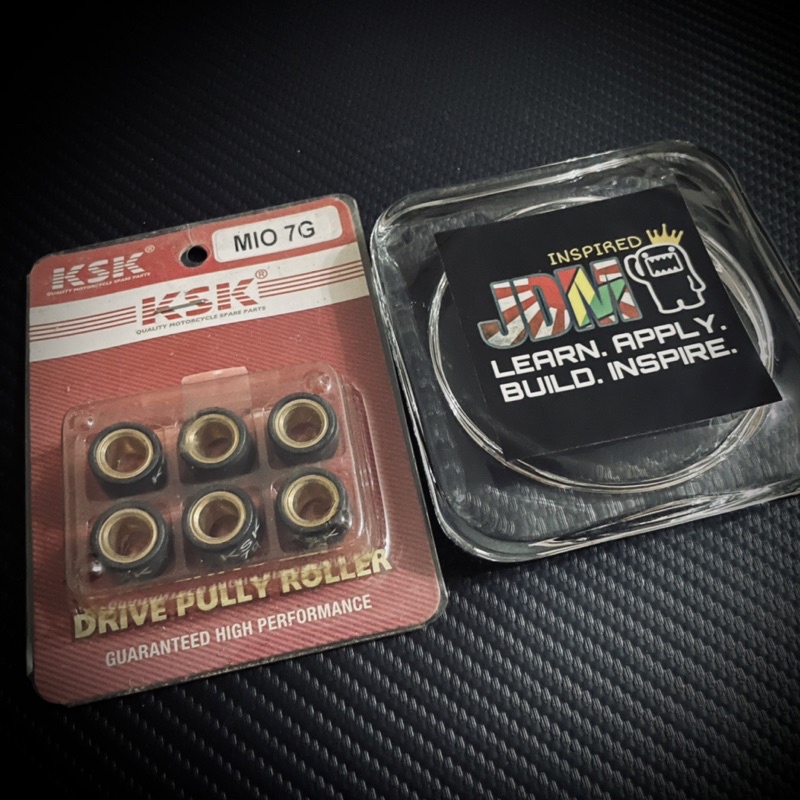 MIO 7G
KSK®
QUALITY MOTORCYCLE SPARE PARTS
KSK®
QUALITY MOTORCYCLE SPARE PARTS
DRIVE PULLY ROLLER
GUARANTEED HIGH PERFORMANCE
INSPIRED
JDM
LEARN. APPLY.
BUILD. INSPIRE.